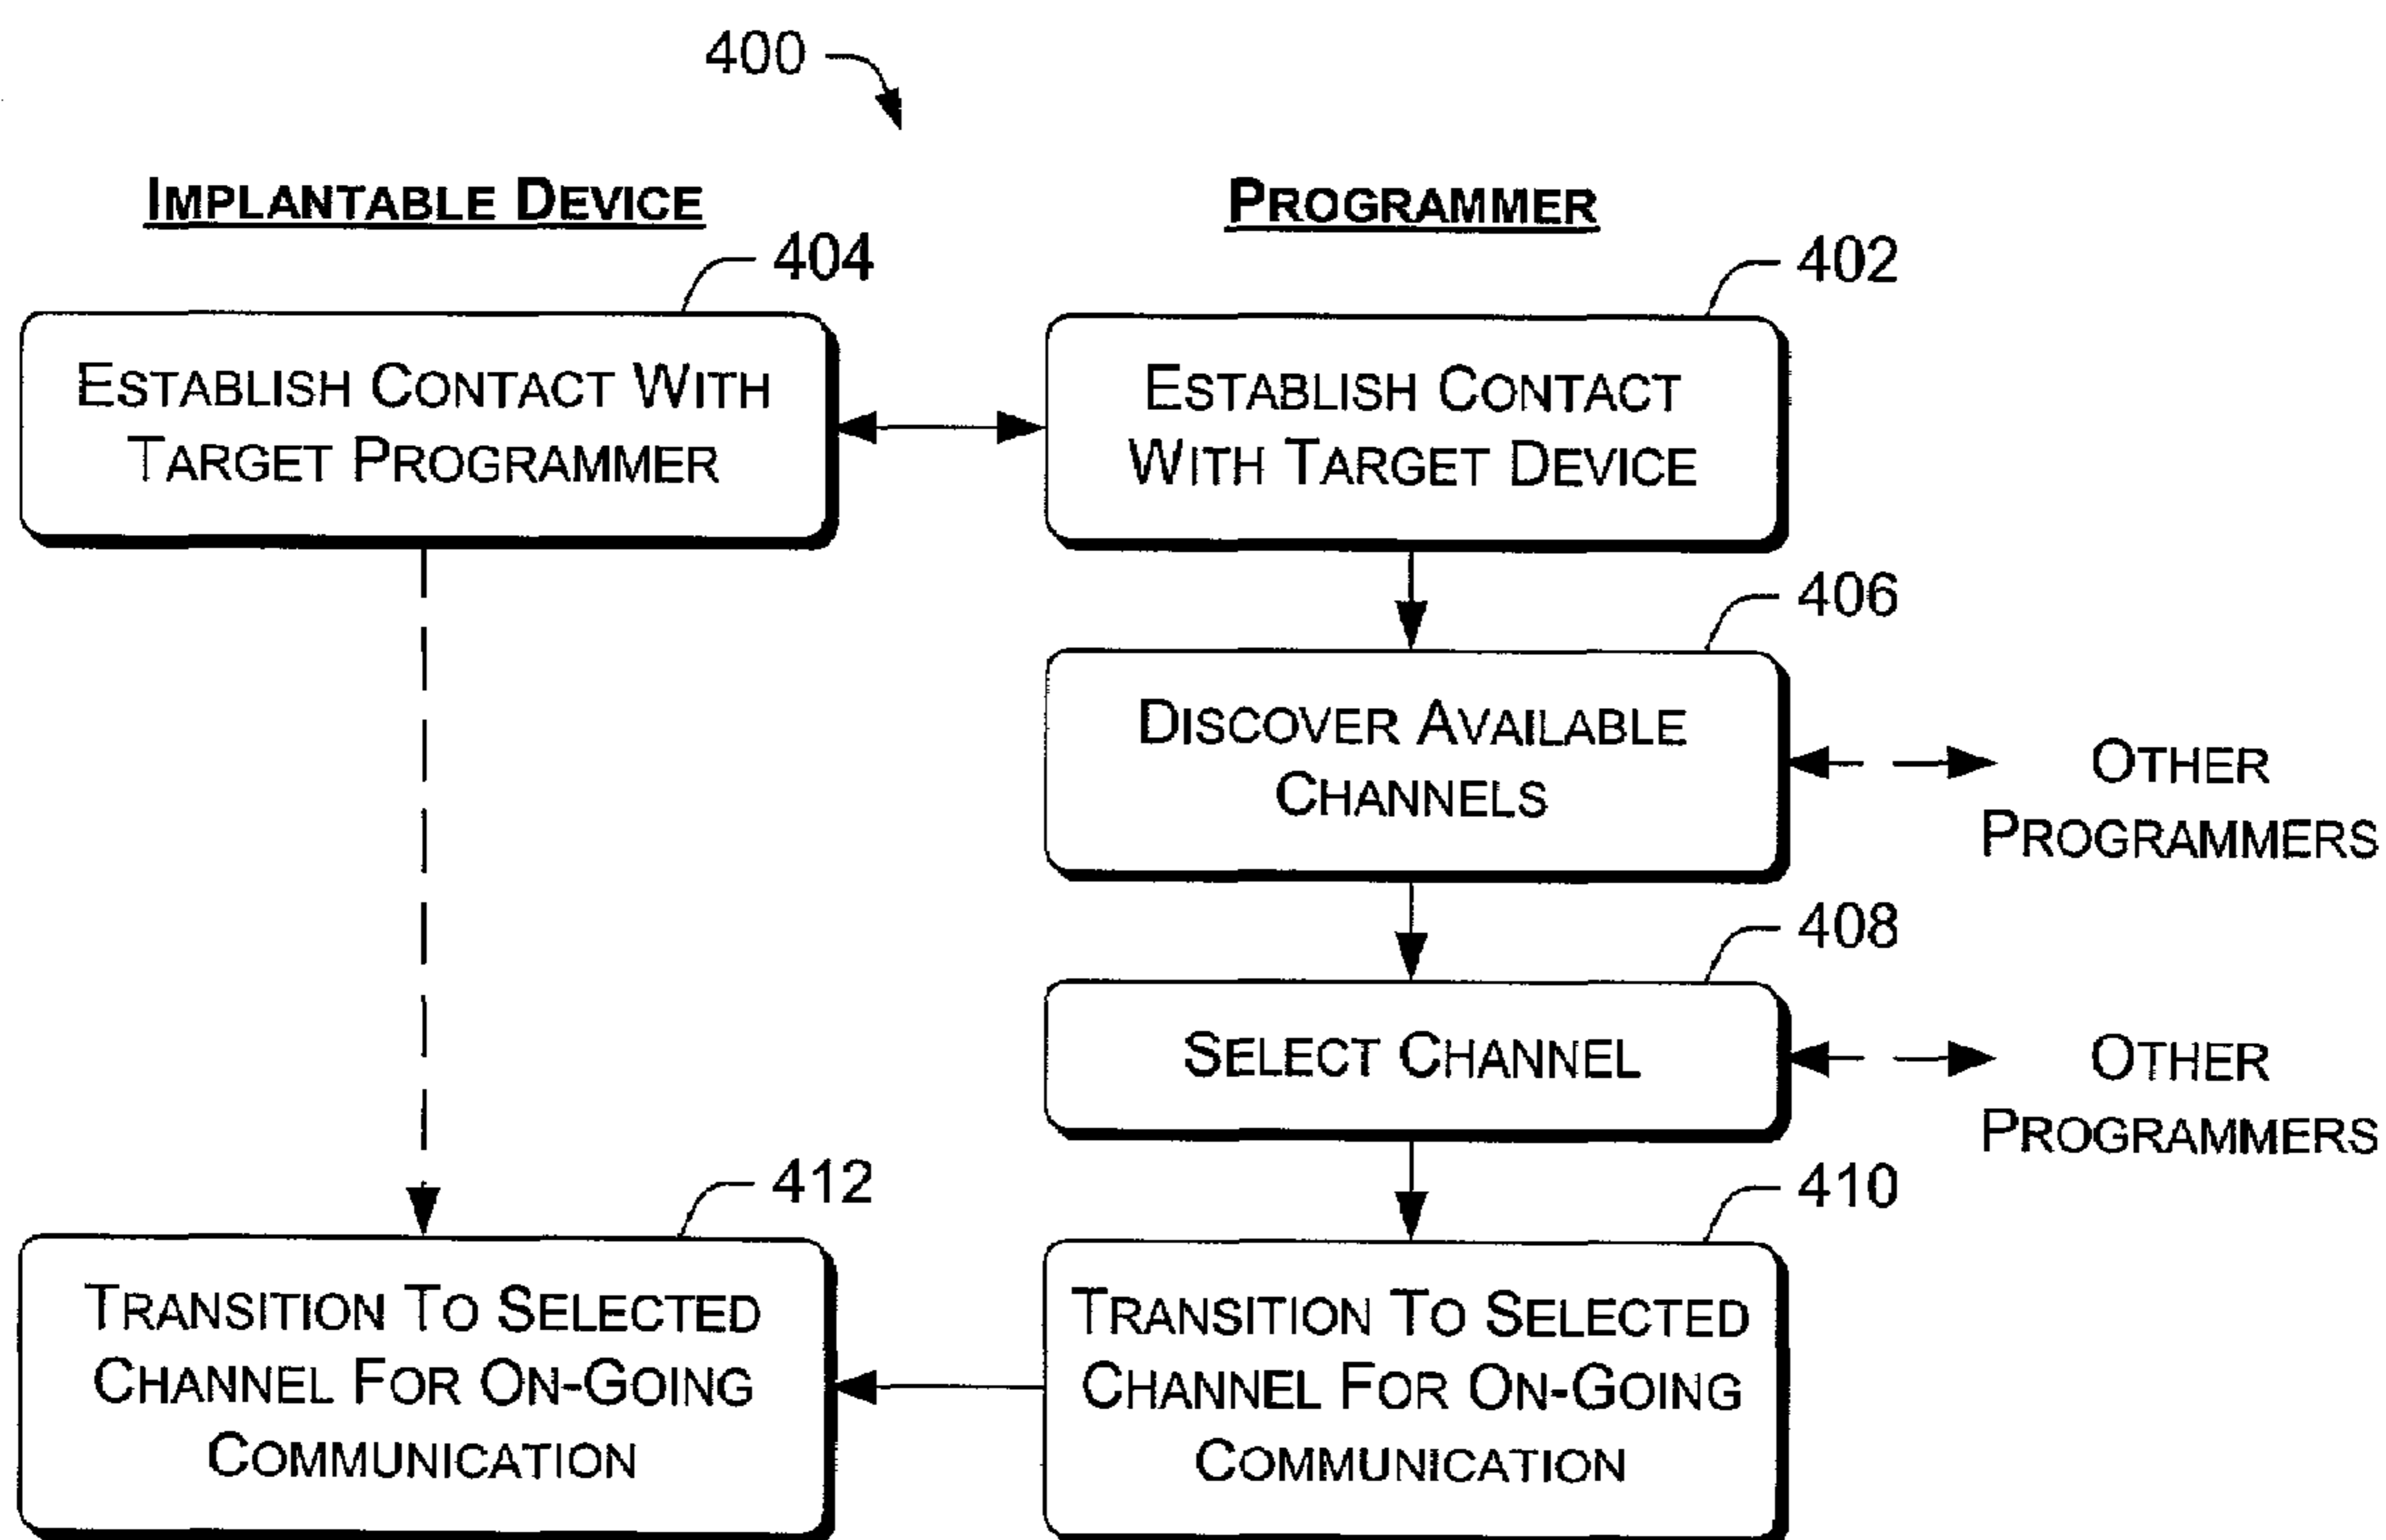 400
IMPLANTABLE DEVICE
PROGRAMMER
404
402
ESTABLISH CONTACT WITH
TARGET PROGRAMMER
ESTABLISH CONTACT
WITH TARGET DEVICE
406
DISCOVER AVAILABLE
CHANNELS
OTHER
PROGRAMMERS
408
SELECT CHANNEL
OTHER
PROGRAMMERS
412
410
TRANSITION TO SELECTED
CHANNEL FOR ON-GOING
COMMUNICATION
TRANSITION TO SELECTED
CHANNEL FOR ON-GOING
COMMUNICATION